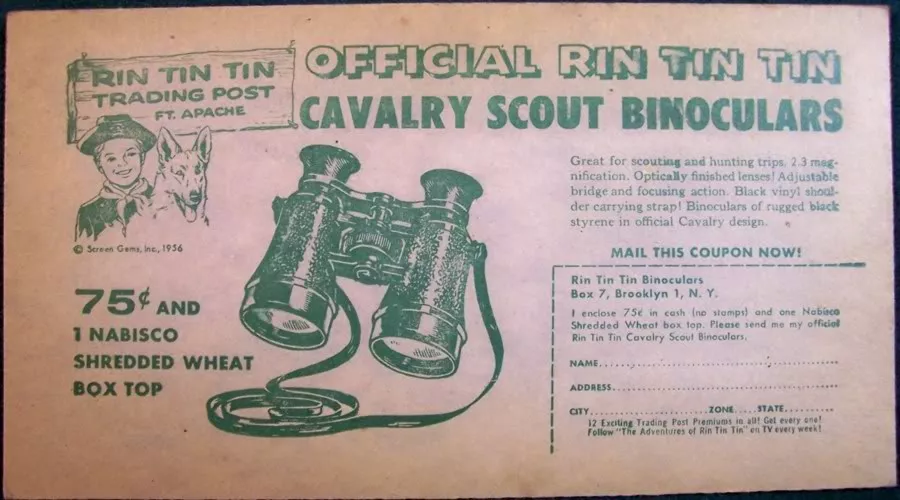 RIN TIN TIN
TRADING POST
FT. APACHE
OFFICIAL RIN TIN TIN
CAVALRY SCOUT BINOCULARS
Great for scouting and hunting trips. 2.3 mag-
nification. Optically finished lenses! Adjustable
bridge and focusing action. Black vinyl shoul-
der carrying strap! Binoculars of rugged black
styrene in official Cavalry design.
© Screen Gems, Inc., 1956
75¢ AND
1 NABISCO
SHREDDED WHEAT
BOX TOP
MAIL THIS COUPON NOW!
Rin Tin Tin Binoculars
Box 7, Brooklyn 1, N. Y.
I enclose 75¢ in cash (no stamps) and one Nabisco
Shredded Wheat box top. Please send me my official
Rin Tin Tin Cavalry Scout Binoculars.
NAME
ADDRESS
CITY ZONE STATE
12 Exciting Trading Post Premiums in all! Get every one!
Follow "The Adventures of Rin Tin Tin" on TV every week!